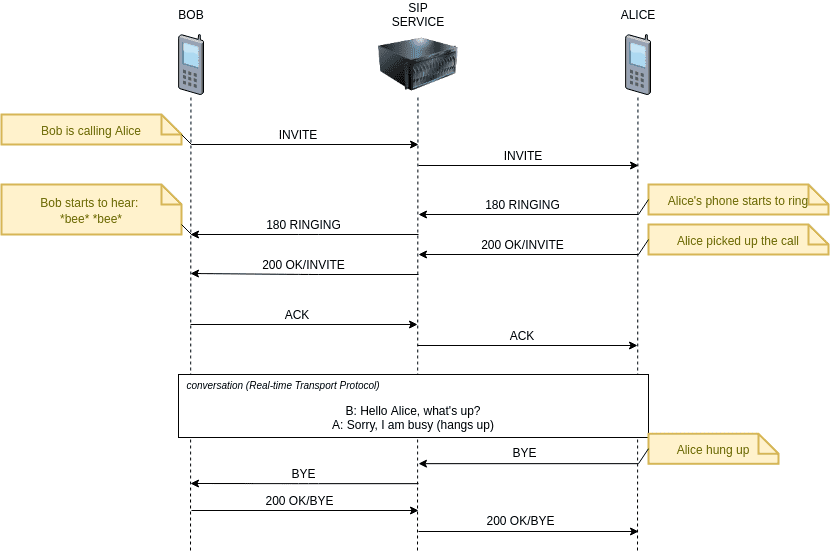 BOB
SIP
SERVICE
ALICE
Bob is calling Alice
INVITE
INVITE
Bob starts to hear:
*bee* *bee*
180 RINGING
180 RINGING
Alice's phone starts to ring
200 OK/INVITE
Alice picked up the call
200 OK/INVITE
ACK
ACK
conversation (Real-time Transport Protocol)
B: Hello Alice, what's up?
A: Sorry, I am busy (hangs up)
BYE
Alice hung up
BYE
200 OK/BYE
200 OK/BYE